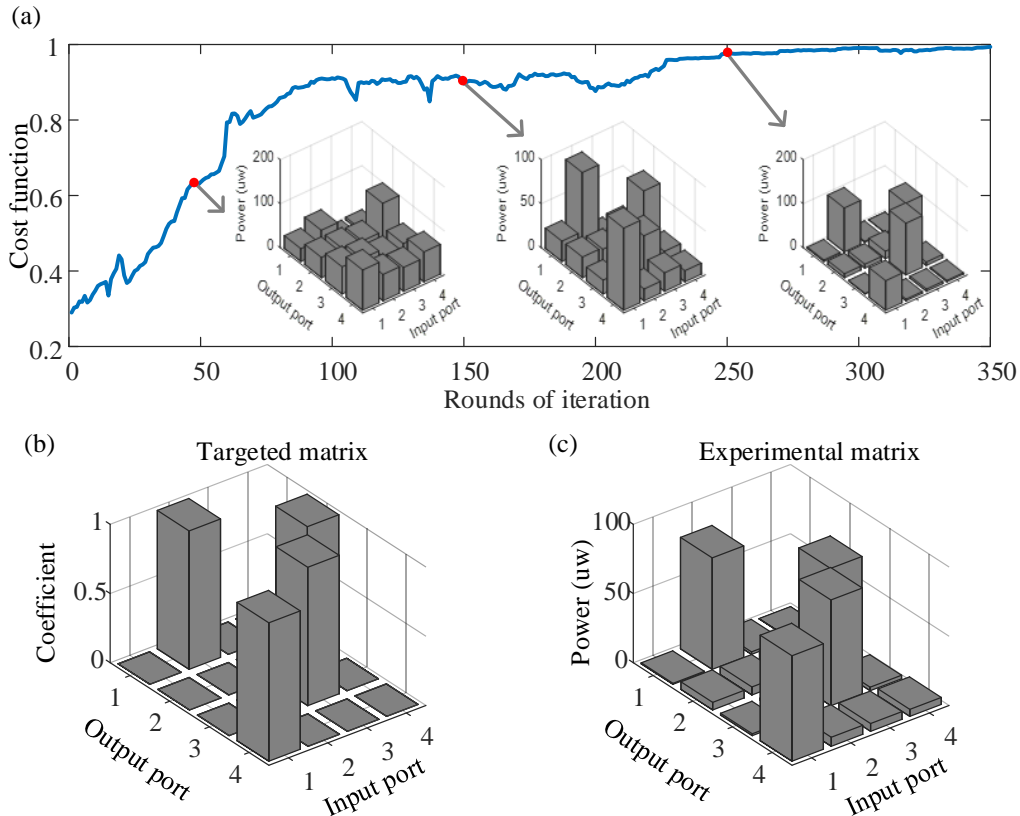 (a)
1
0.8
0.6
0.4
0.2
Cost function
0 50 100 150 200 250 300 350
Rounds of iteration
200
100
0
Power (uw)
1
2
3
4
Output port
1
2
3
4
Input port
100
50
0
Power (uw)
1
2
3
4
Output port
1
2
3
4
Input port
200
100
0
Power (uw)
1
2
3
4
Output port
1
2
3
4
Input port
(b)
Targeted matrix
1
0.5
0
Coefficient
1
2
3
4
Output port
1
2
3
4
Input port
(c)
Experimental matrix
100
50
0
Power (uw)
1
2
3
4
Output port
1
2
3
4
Input port